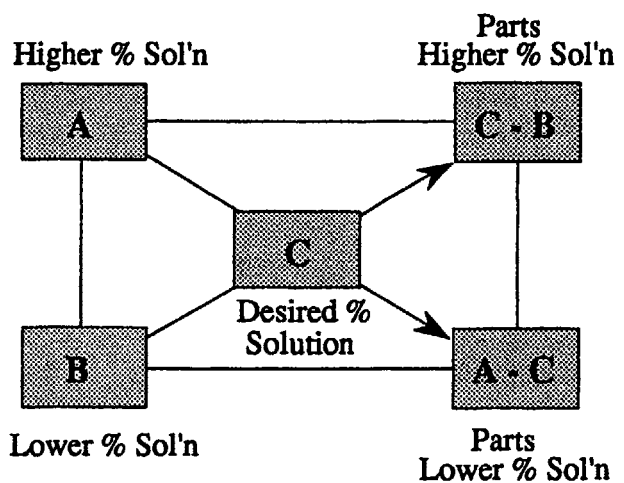 Higher % Sol'n
Parts
Higher % Sol'n
A
C - B
C
Desired %
Solution
B
A - C
Lower % Sol'n
Parts
Lower % Sol'n